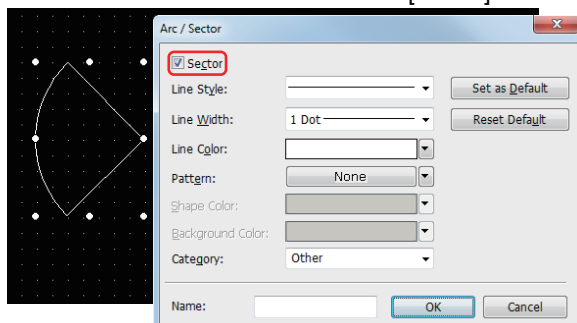 Arc / Sector
Sector
Line Style:
Set as Default
Line Width:
1 Dot
Reset Default
Line Color:
Pattern:
None
Shape Color:
Background Color:
Category:
Other
Name:
OK
Cancel